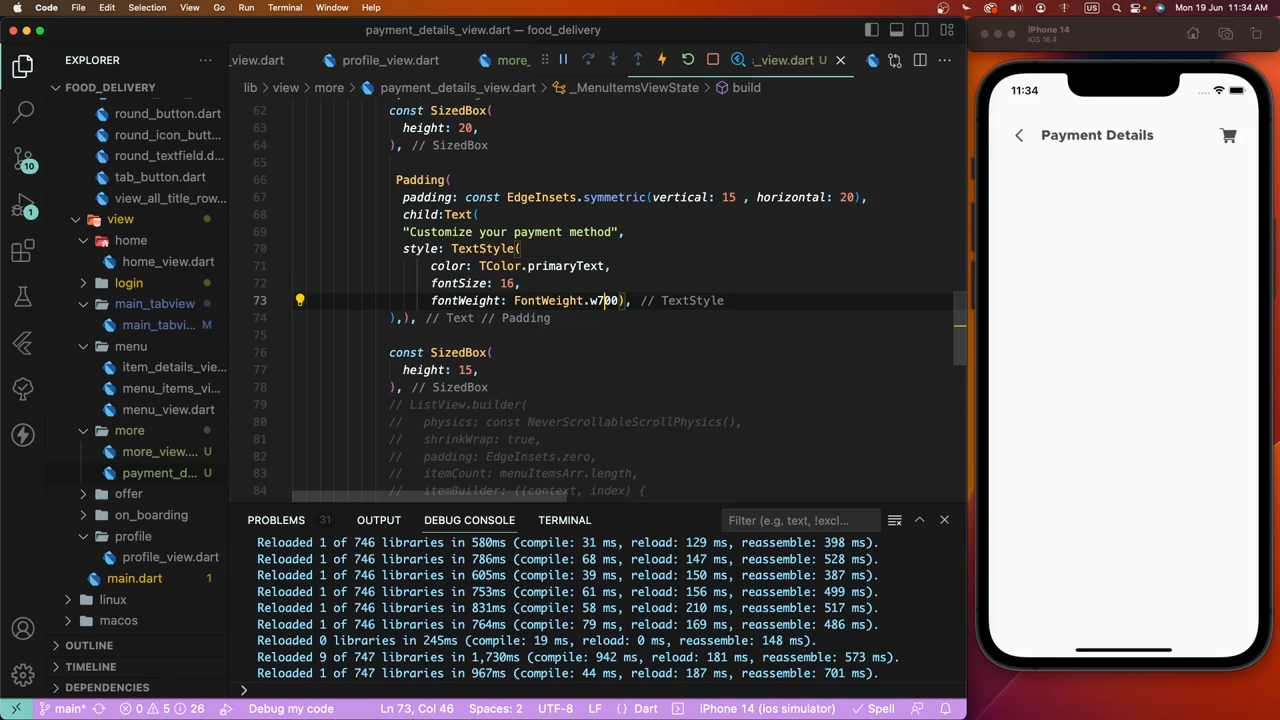 Code File Edit Selection View Go Run Terminal Window Help
US Mon 19 Jun 11:34 AM
payment_details_view.dart — food_delivery
iPhone 14
iOS 16.4
EXPLORER
_view.dart profile_view.dart more_ _view.dart U
FOOD_DELIVERY
lib view more payment_details_view.dart _MenuItemsViewState build
round_button.dart
round_icon_butt...
round_textfield.d...
tab_button.dart
view_all_title_row...
view
home
home_view.dart
login
main_tabview
main_tabvi... M
menu
item_details_vie...
menu_items_vi...
menu_view.dart
more
more_view.... U
payment_d... U
offer
on_boarding
profile
profile_view.dart
main.dart 1
linux
macos
OUTLINE
TIMELINE
DEPENDENCIES
10
1
62 const SizedBox(
63 height: 20,
64 ), // SizedBox
65
66 Padding(
67 padding: const EdgeInsets.symmetric(vertical: 15 , horizontal: 20),
68 child:Text(
69 "Customize your payment method",
70 style: TextStyle(
71 color: TColor.primaryText,
72 fontSize: 16,
73 fontWeight: FontWeight.w700), // TextStyle
74 ),), // Text // Padding
75
76 const SizedBox(
77 height: 15,
78 ), // SizedBox
79 // ListView.builder(
80 // physics: const NeverScrollableScrollPhysics(),
81 // shrinkWrap: true,
82 // padding: EdgeInsets.zero,
83 // itemCount: menuItemsArr.length,
84 // itemBuilder: ((context, index) {
PROBLEMS 31 OUTPUT DEBUG CONSOLE TERMINAL Filter (e.g. text, !excl...
Reloaded 1 of 746 libraries in 580ms (compile: 31 ms, reload: 129 ms, reassemble: 398 ms).
Reloaded 1 of 746 libraries in 786ms (compile: 68 ms, reload: 147 ms, reassemble: 528 ms).
Reloaded 1 of 746 libraries in 605ms (compile: 39 ms, reload: 150 ms, reassemble: 387 ms).
Reloaded 1 of 746 libraries in 753ms (compile: 61 ms, reload: 156 ms, reassemble: 499 ms).
Reloaded 1 of 746 libraries in 831ms (compile: 58 ms, reload: 210 ms, reassemble: 517 ms).
Reloaded 1 of 746 libraries in 764ms (compile: 79 ms, reload: 169 ms, reassemble: 486 ms).
Reloaded 0 libraries in 245ms (compile: 19 ms, reload: 0 ms, reassemble: 148 ms).
Reloaded 9 of 747 libraries in 1,730ms (compile: 942 ms, reload: 181 ms, reassemble: 573 ms).
Reloaded 1 of 747 libraries in 967ms (compile: 44 ms, reload: 187 ms, reassemble: 701 ms).
main* 0 5 26 Debug my code Ln 73, Col 46 Spaces: 2 UTF-8 LF {} Dart iPhone 14 (ios simulator) Spell
11:34
Payment Details